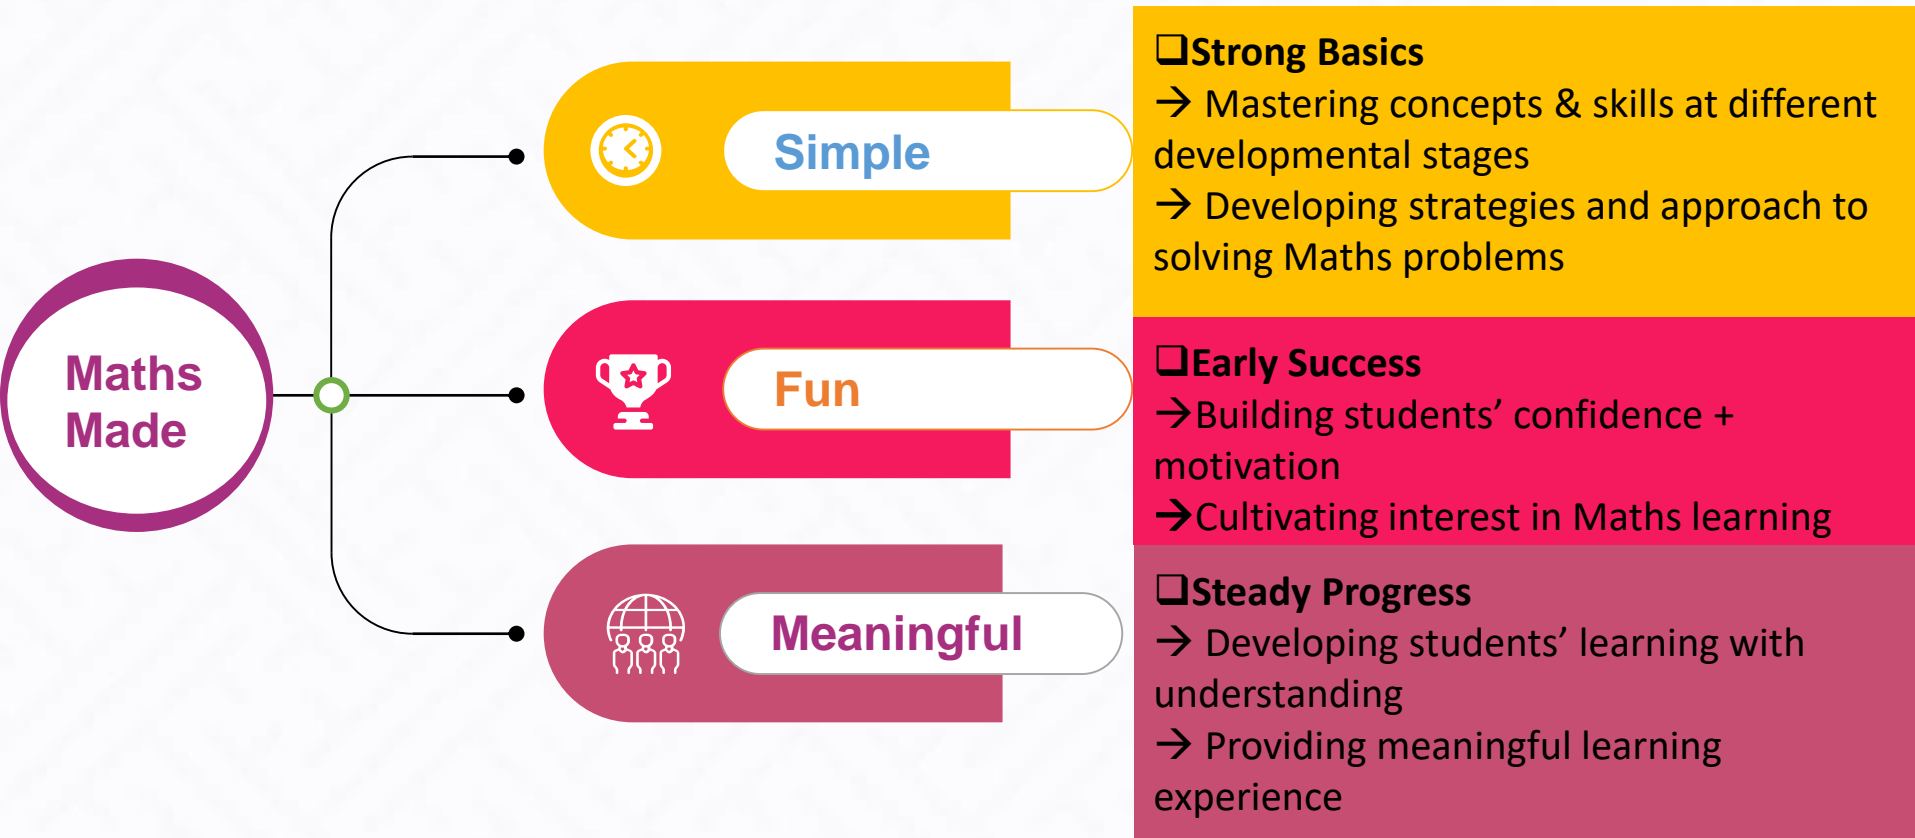 Maths
Made
Simple
❑Strong Basics
→ Mastering concepts & skills at different
developmental stages
→ Developing strategies and approach to
solving Maths problems
Fun
❑Early Success
→Building students’ confidence +
motivation
→Cultivating interest in Maths learning
Meaningful
❑Steady Progress
→ Developing students’ learning with
understanding
→ Providing meaningful learning
experience